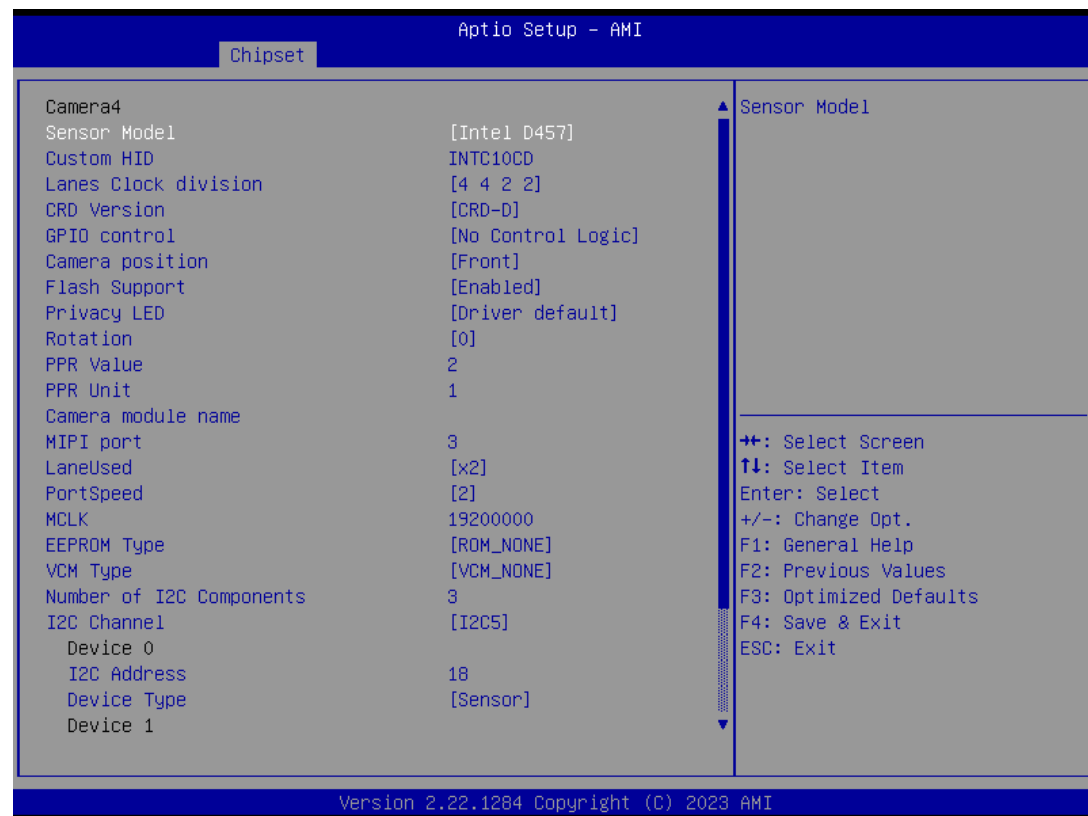 Aptio Setup – AMI
Chipset
Camera4
Sensor Model [Intel D457]
Custom HID INTC10CD
Lanes Clock division [4 4 2 2]
CRD Version [CRD-D]
GPIO control [No Control Logic]
Camera position [Front]
Flash Support [Enabled]
Privacy LED [Driver default]
Rotation [0]
PPR Value 2
PPR Unit 1
Camera module name
MIPI port 3
LaneUsed [x2]
PortSpeed [2]
MCLK 19200000
EEPROM Type [ROM_NONE]
VCM Type [VCM_NONE]
Number of I2C Components 3
I2C Channel [I2C5]
Device 0
I2C Address 18
Device Type [Sensor]
Device 1
Sensor Model
→←: Select Screen
↑↓: Select Item
Enter: Select
+/-: Change Opt.
F1: General Help
F2: Previous Values
F3: Optimized Defaults
F4: Save & Exit
ESC: Exit
Version 2.22.1284 Copyright (C) 2023 AMI